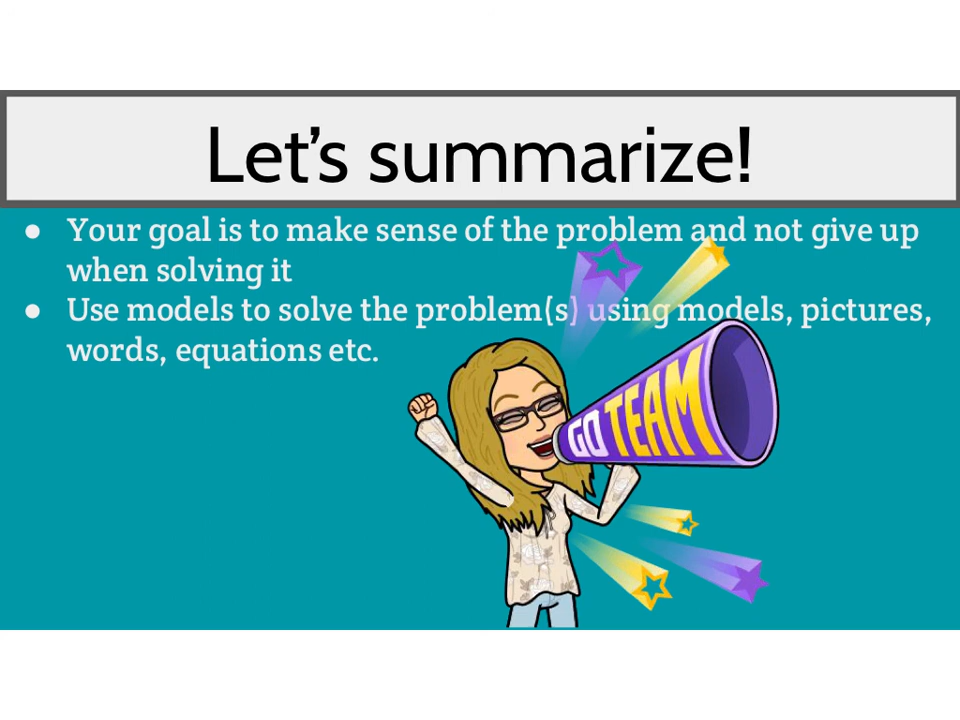 Let's summarize!
● Your goal is to make sense of the problem and not give up
when solving it
● Use models to solve the problem(s) using models, pictures,
words, equations etc.
GO TEAM